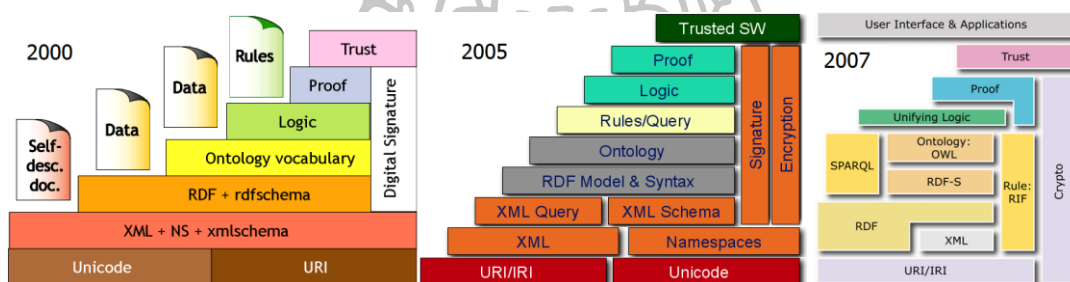 2000
Self-
desc.
doc.
Data
Data
Rules
Trust
Proof
Logic
Ontology vocabulary
RDF + rdfschema
XML + NS + xmlschema
Unicode
URI
Digital Signature
2005
Trusted SW
Proof
Logic
Rules/Query
Ontology
RDF Model & Syntax
XML Query
XML Schema
XML
Namespaces
URI/IRI
Unicode
Signature
Encryption
User Interface & Applications
2007
Trust
Proof
Unifying Logic
SPARQL
Ontology:
OWL
RDF-S
Rule:
RIF
RDF
XML
URI/IRI
Crypto